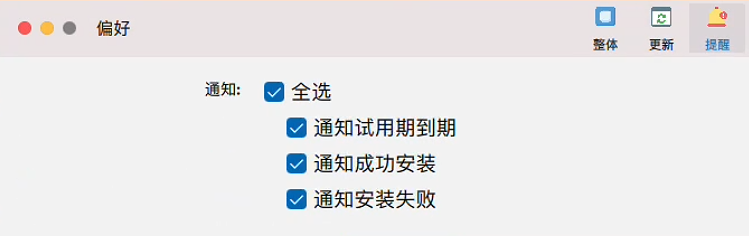 偏好
整体 更新 提醒
通知: 全选
通知试用期到期
通知成功安装
通知安装失败